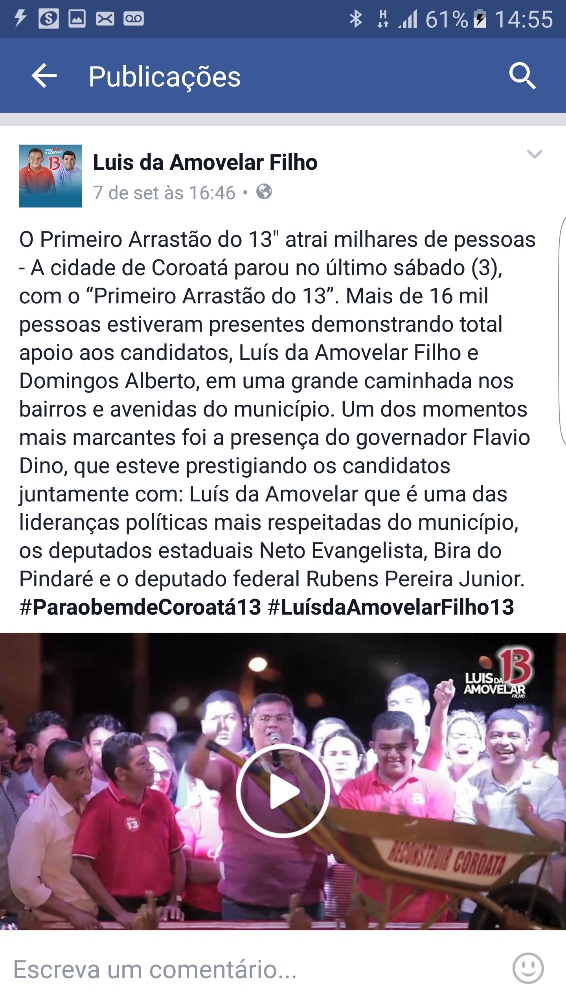 61% 14:55
Publicações
13
Luis da Amovelar Filho
7 de set às 16:46 •
O Primeiro Arrastão do 13" atrai milhares de pessoas
- A cidade de Coroatá parou no último sábado (3),
com o “Primeiro Arrastão do 13”. Mais de 16 mil
pessoas estiveram presentes demonstrando total
apoio aos candidatos, Luís da Amovelar Filho e
Domingos Alberto, em uma grande caminhada nos
bairros e avenidas do município. Um dos momentos
mais marcantes foi a presença do governador Flavio
Dino, que esteve prestigiando os candidatos
juntamente com: Luís da Amovelar que é uma das
lideranças políticas mais respeitadas do município,
os deputados estaduais Neto Evangelista, Bira do
Pindaré e o deputado federal Rubens Pereira Junior.
#ParaobemdeCoroatá13 #LuísdaAmovelarFilho13
13
LUIS DA
AMOVELAR
FILHO
13
RECONSTRUIR COROATÁ
Escreva um comentário...